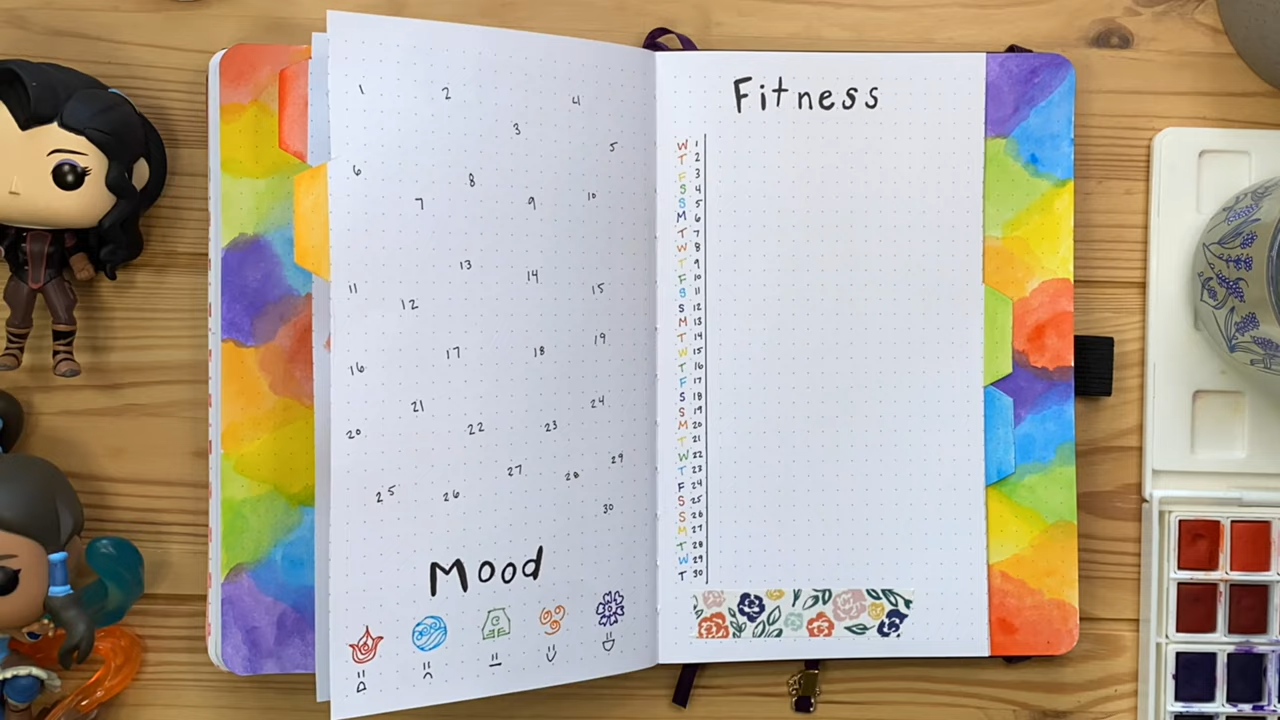 1 2 4
3
5
6 8
7 9 10
13 14
11 12 15
17 18 19
16
21 24
20 22 23
27 28 29
25 26
30
Mood
Fitness
W 1
T 2
F 3
S 4
S 5
M 6
T 7
W 8
T 9
F 10
S 11
S 12
M 13
T 14
W 15
T 16
F 17
S 18
S 19
M 20
T 21
W 22
T 23
F 24
S 25
S 26
M 27
T 28
W 29
T 30